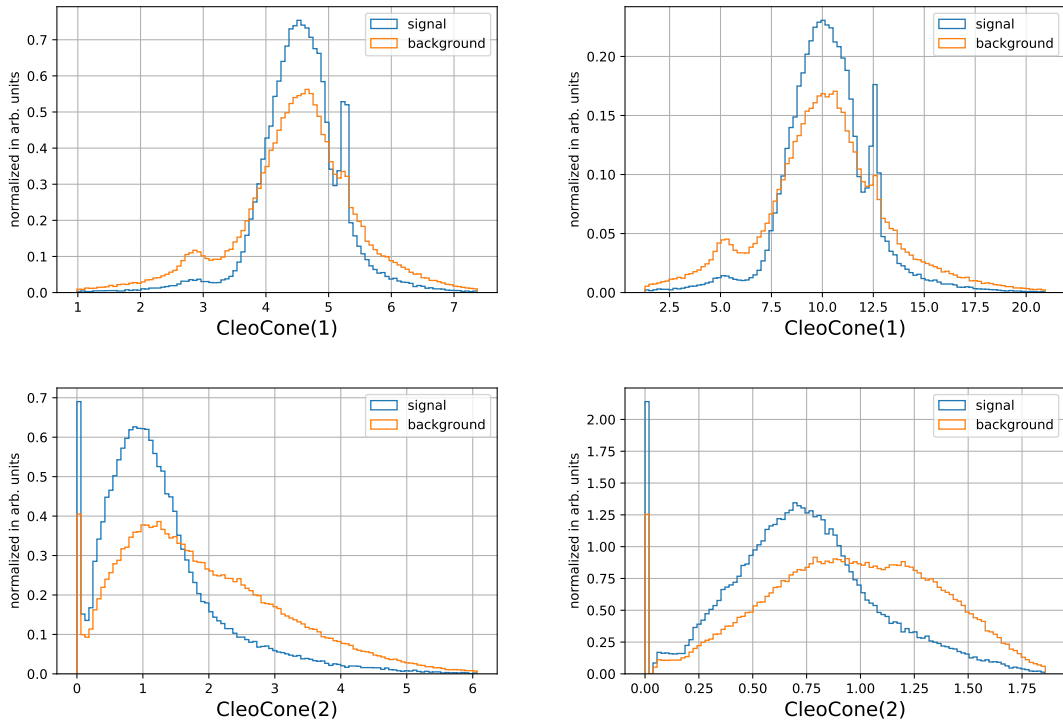 normalized in arb. units
0.7
0.6
0.5
0.4
0.3
0.2
0.1
0.0
1 2 3 4 5 6 7
CleoCone(1)
signal
background
normalized in arb. units
0.20
0.15
0.10
0.05
0.00
2.5 5.0 7.5 10.0 12.5 15.0 17.5 20.0
CleoCone(1)
signal
background
normalized in arb. units
0.7
0.6
0.5
0.4
0.3
0.2
0.1
0.0
0 1 2 3 4 5 6
CleoCone(2)
signal
background
normalized in arb. units
2.00
1.75
1.50
1.25
1.00
0.75
0.50
0.25
0.00
0.00 0.25 0.50 0.75 1.00 1.25 1.50 1.75
CleoCone(2)
signal
background